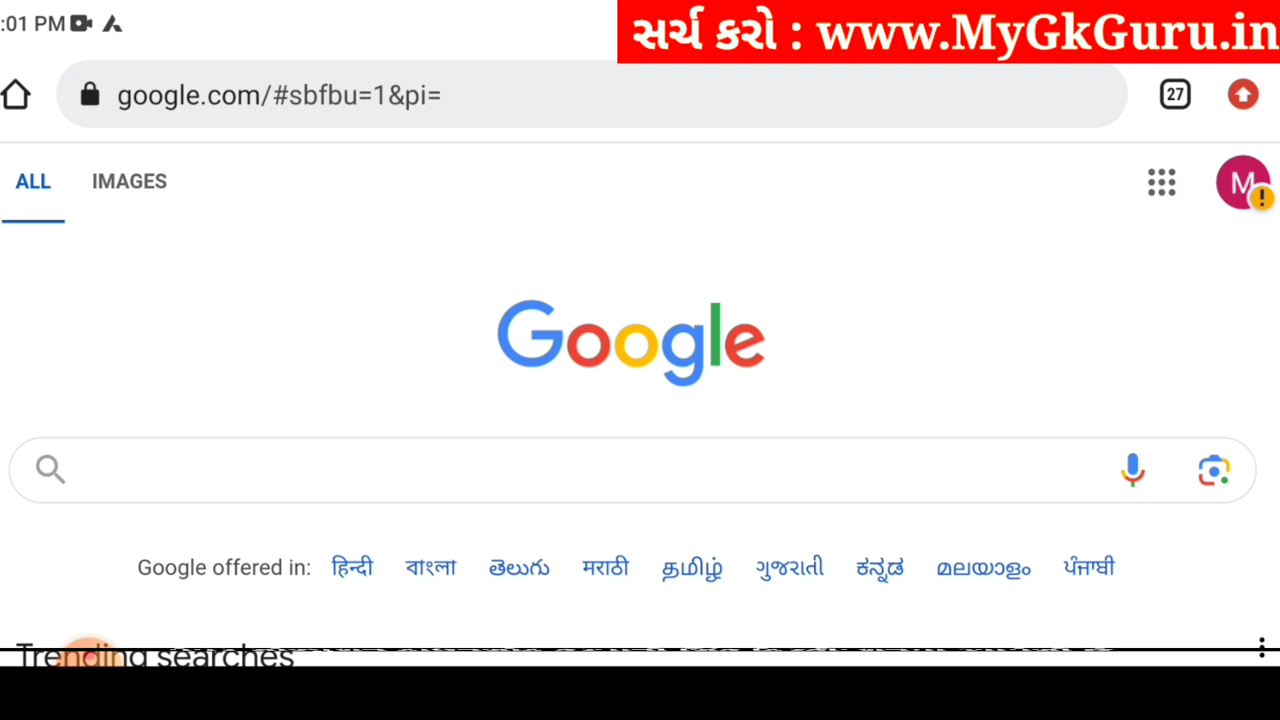 :01 PM
સર્ચ કરો : www.MyGkGuru.in
google.com/#sbfbu=1&pi=
27
ALL IMAGES
M
!
Google
Google offered in: हिन्दी বাংলা తెలుగు मराठी தமிழ் ગુજરાતી ಕನ್ನಡ മലയാളം ਪੰਜਾਬੀ
Trending searches